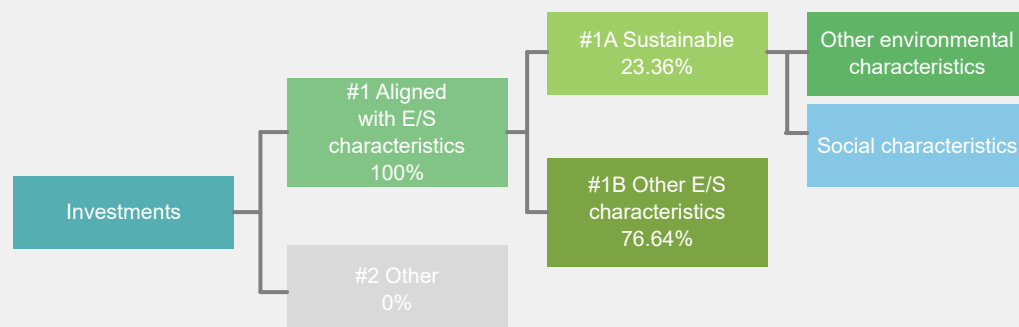 Investments
#1 Aligned
with E/S
characteristics
100%
#2 Other
0%
#1A Sustainable
23.36%
#1B Other E/S
characteristics
76.64%
Other environmental
characteristics
Social characteristics